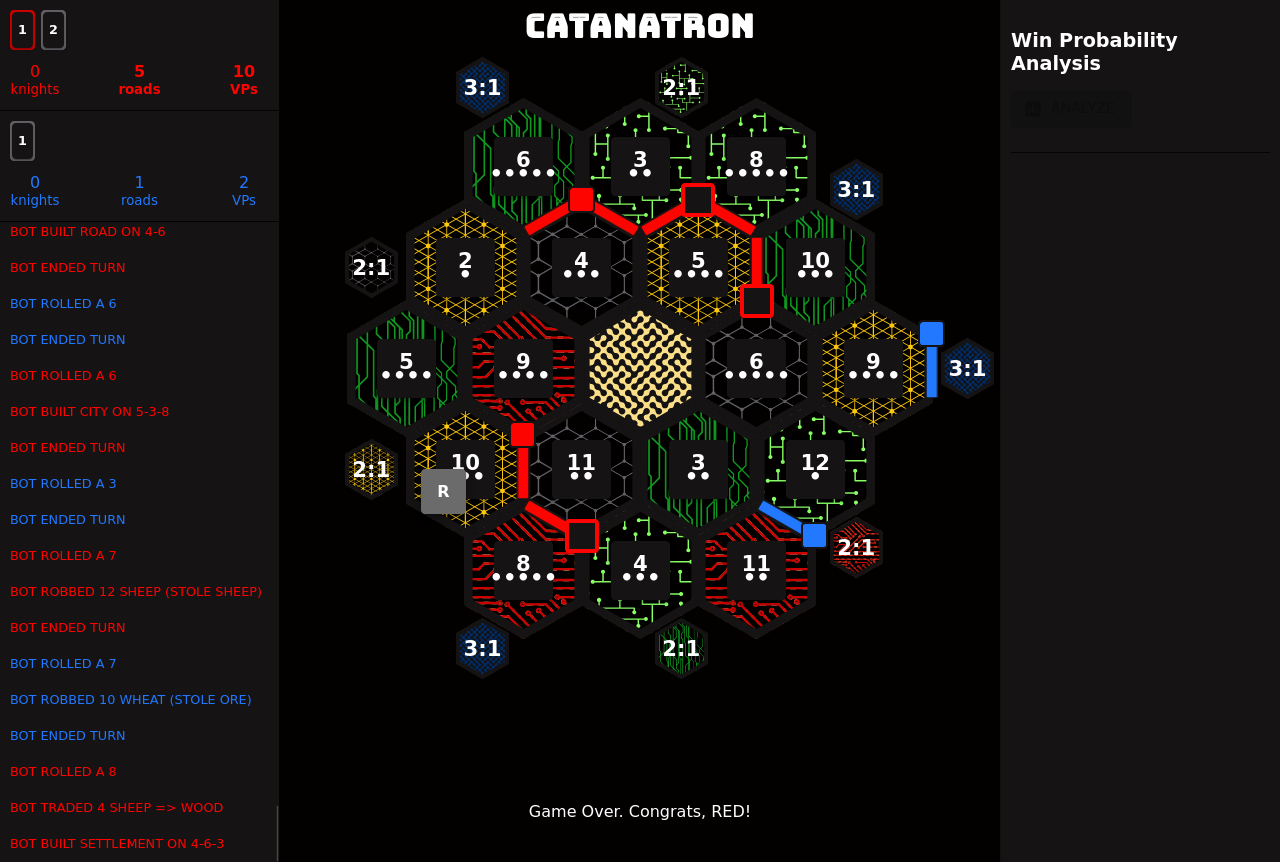 1 2
0 5 10
knights roads VPs
1
0 1 2
knights roads VPs
BOT BUILT ROAD ON 4-6
BOT ENDED TURN
BOT ROLLED A 6
BOT ENDED TURN
BOT ROLLED A 6
BOT BUILT CITY ON 5-3-8
BOT ENDED TURN
BOT ROLLED A 3
BOT ENDED TURN
BOT ROLLED A 7
BOT ROBBED 12 SHEEP (STOLE SHEEP)
BOT ENDED TURN
BOT ROLLED A 7
BOT ROBBED 10 WHEAT (STOLE ORE)
BOT ENDED TURN
BOT ROLLED A 8
BOT TRADED 4 SHEEP => WOOD
BOT BUILT SETTLEMENT ON 4-6-3
CATANATRON
3:1 2:1
6 3 8
3:1
2:1 2 4 5 10
5 9 6 9 3:1
2:1 10 11 3 12
R
2:1
8 4 11
3:1 2:1
Game Over. Congrats, RED!
Win Probability
Analysis
ANALYZE